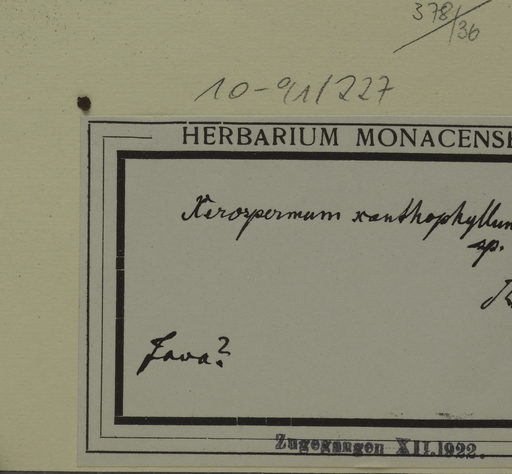 378/36
10-91/227
HERBARIUM MONACENSE
Xerospermum xanthophyllum
sp.
Java?
Zugegangen XII.1922.